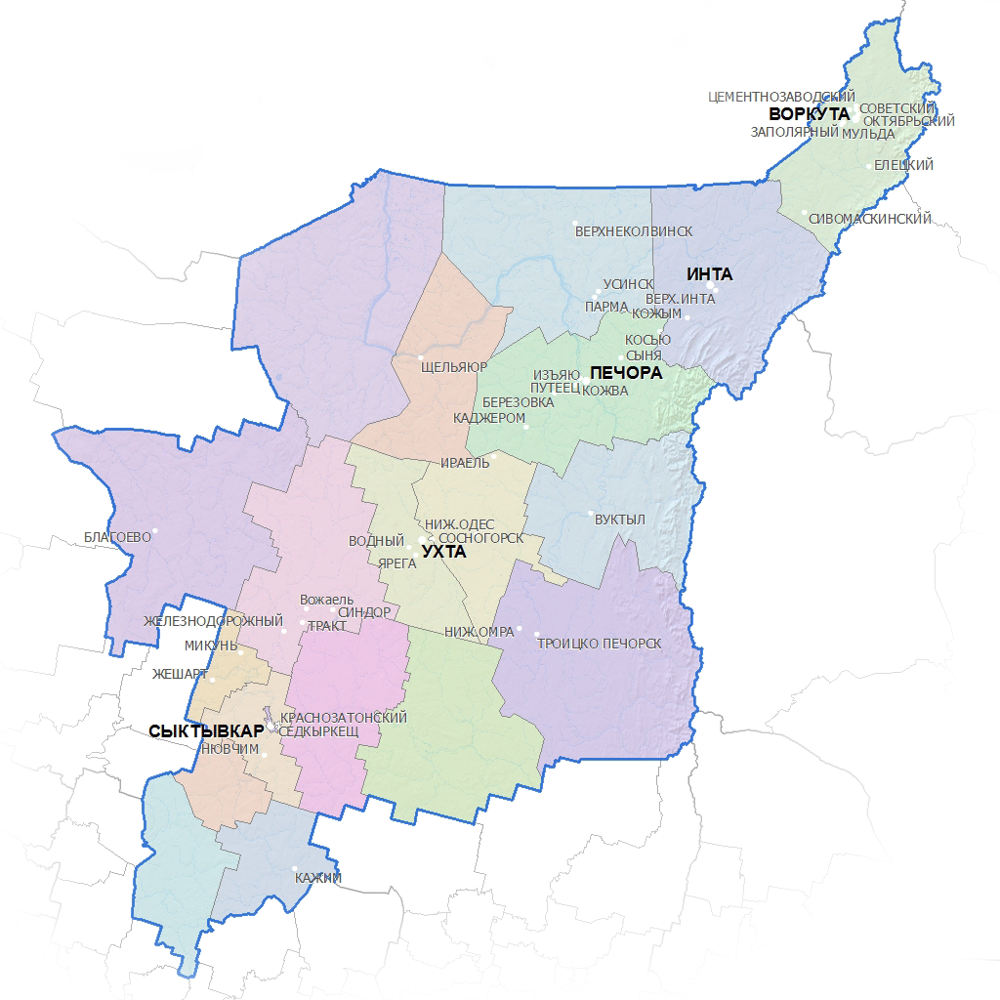 ЦЕМЕНТНОЗАВОДСКИЙ
СОВЕТСКИЙ
ВОРКУТА
ОКТЯБРЬСКИЙ
ЗАПОЛЯРНЫЙ
МУЛЬДА
ЕЛЕЦКИЙ
СИВОМАСКИНСКИЙ
ВЕРХНЕКОЛВИНСК
ИНТА
УСИНСК
ВЕРХ.ИНТА
ПАРМА
КОЖЫМ
КОСЬЮ
СЫНЯ
ЩЕЛЬЯЮР
ИЗЪЯЮ
ПЕЧОРА
ПУТЕЕЦ
КОЖВА
БЕРЕЗОВКА
КАДЖЕРОМ
ИРАЕЛЬ
ВУКТЫЛ
НИЖ.ОДЕС
БЛАГОЕВО
ВОДНЫЙ
СОСНОГОРСК
УХТА
ЯРЕГА
Вожаель
СИНДОР
ЖЕЛЕЗНОДОРОЖНЫЙ
ТРАКТ
НИЖ.ОМРА
МИКУНЬ
ТРОИЦКО ПЕЧОРСК
ЖЕШАРТ
КРАСНОЗАТОНСКИЙ
СЫКТЫВКАР
СЕДКЫРКЕЩ
НЮВЧИМ
КАЖИМ